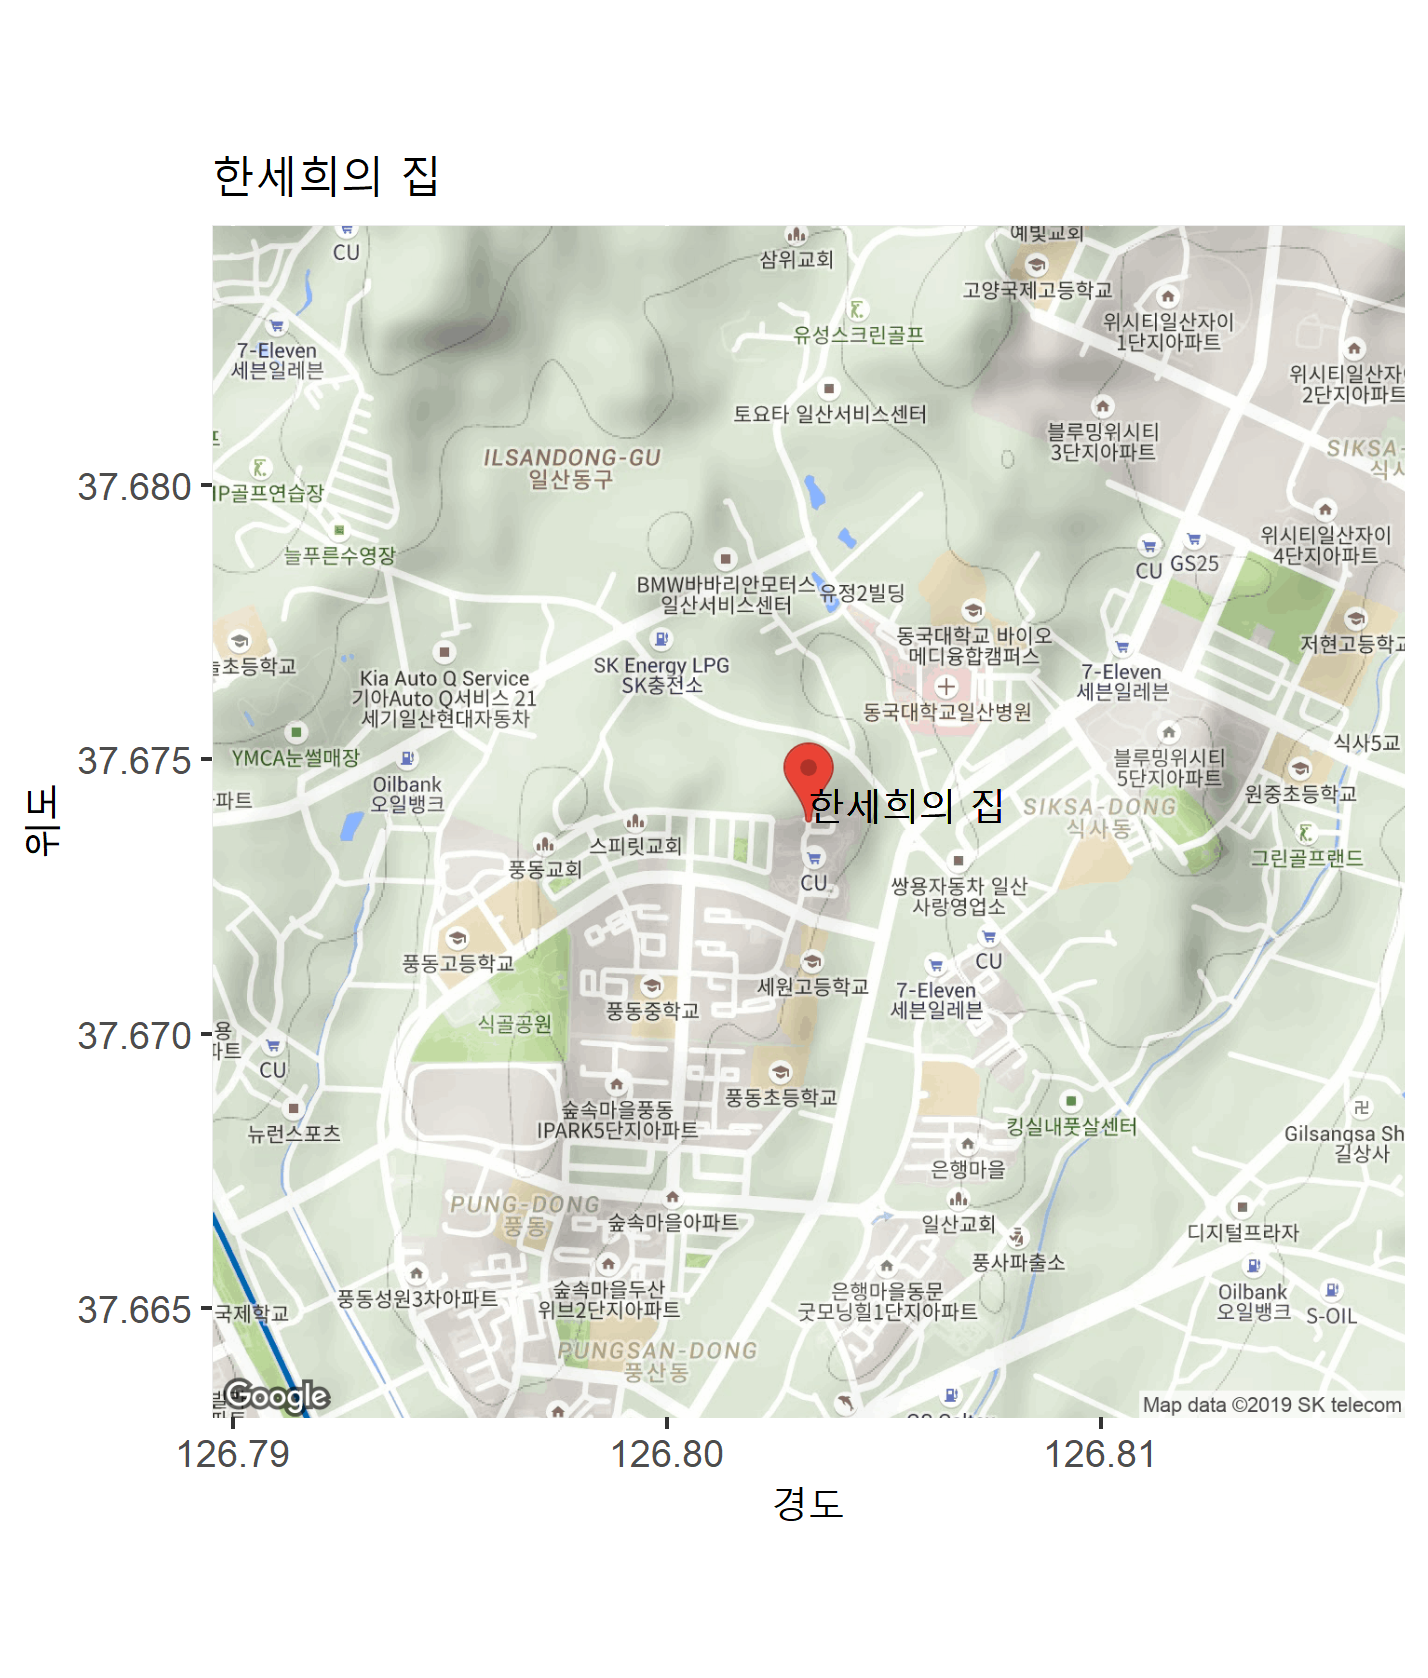 한세희의 집
CU
삼위교회
예빛교회
고양국제고등학교
유성스크린골프
위시티일산자이
1단지아파트
7-Eleven
세븐일레븐
위시티일산자이
2단지아파트
토요타 일산서비스센터
블루밍위시티
3단지아파트
ILSANDONG-GU
일산동구
SIKSA-
식사
37.680
IP골프연습장
늘푸른수영장
위시티일산자이
4단지아파트
CU
GS25
BMW바바리안모터스
일산서비스센터
유정2빌딩
동국대학교 바이오
메디융합캠퍼스
저현고등학교
늘초등학교
SK Energy LPG
SK충전소
Kia Auto Q Service
기아Auto Q서비스 21
세기일산현대자동차
7-Eleven
세븐일레븐
동국대학교일산병원
37.675
YMCA눈썰매장
Oilbank
오일뱅크
파트
블루밍위시티
5단지아파트
식사5교
원중초등학교
위도
한세희의 집
SIKSA-DONG
식사동
그린골프랜드
스피릿교회
풍동교회
CU
쌍용자동차 일산
사랑영업소
풍동고등학교
세원고등학교
CU
7-Eleven
세븐일레븐
풍동중학교
식골공원
37.670
용
파트
CU
뉴런스포츠
풍동초등학교
숲속마을풍동
IPARK5단지아파트
킹실내풋살센터
Gilsangsa Sh
길상사
은행마을
PUNG-DONG
풍동
숲속마을아파트
일산교회
디지털프라자
풍사파출소
37.665
국제학교
풍동성원3차아파트
숲속마을두산
위브2단지아파트
은행마을동문
굿모닝힐1단지아파트
Oilbank
오일뱅크
S-OIL
PUNGSAN-DONG
풍산동
Google
Map data ©2019 SK telecom
126.79
126.80
126.81
경도